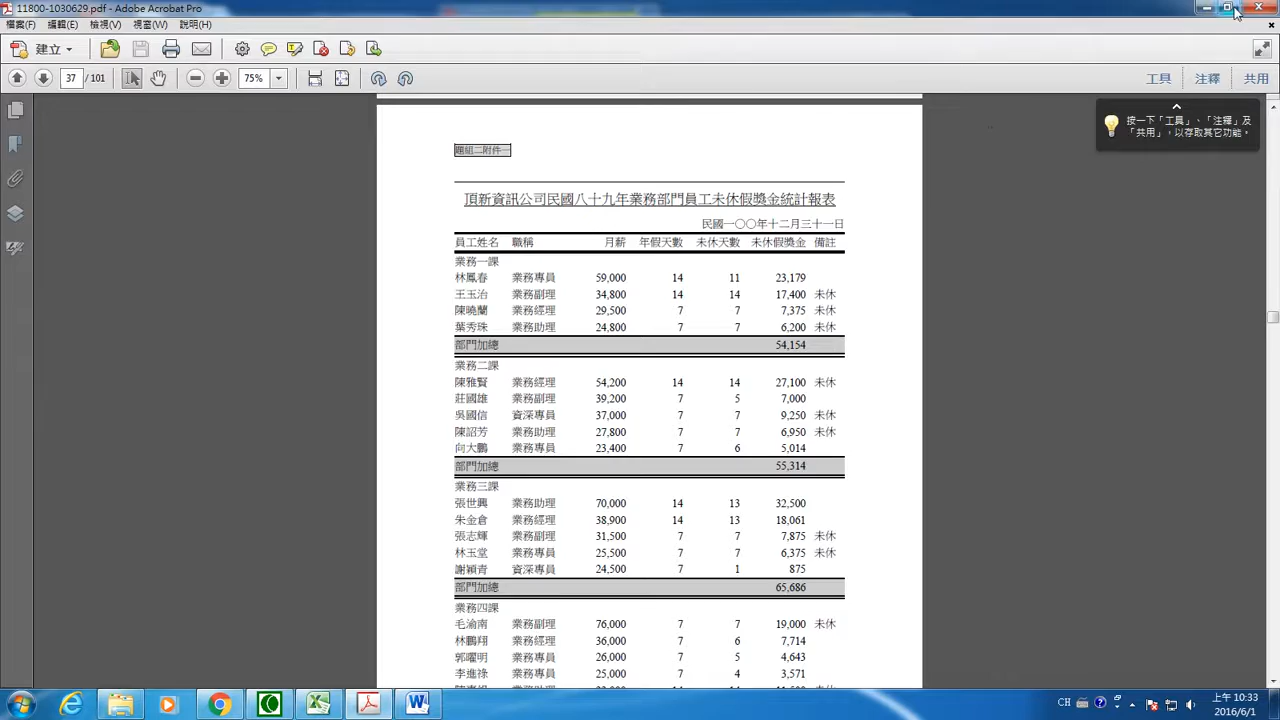 11800-1030629.pdf - Adobe Acrobat Pro
檔案(F) 編輯(E) 檢視(V) 視窗(W) 說明(H)
建立
37 / 101 75% 工具 注釋 共用
按一下「工具」、「注釋」及
「共用」，以存取其它功能。
題組二附件一
頂新資訊公司民國八十九年業務部門員工未休假獎金統計報表
民國一○○年十二月三十一日
員工姓名 職稱 月薪 年假天數 未休天數 未休假獎金 備註
業務一課
林鳳春 業務專員 59,000 14 11 23,179
王玉治 業務副理 34,800 14 14 17,400 未休
陳曉蘭 業務經理 29,500 7 7 7,375 未休
葉秀珠 業務助理 24,800 7 7 6,200 未休
部門加總 54,154
業務二課
陳雅賢 業務經理 54,200 14 14 27,100 未休
莊國雄 業務副理 39,200 7 5 7,000
吳國信 資深專員 37,000 7 7 9,250 未休
陳詔芳 業務助理 27,800 7 7 6,950 未休
向大鵬 業務專員 23,400 7 6 5,014
部門加總 55,314
業務三課
張世興 業務助理 70,000 14 13 32,500
朱金倉 業務經理 38,900 14 13 18,061
張志輝 業務副理 31,500 7 7 7,875 未休
林玉堂 業務專員 25,500 7 7 6,375 未休
謝穎青 資深專員 24,500 7 1 875
部門加總 65,686
業務四課
毛渝南 業務副理 76,000 7 7 19,000 未休
林鵬翔 業務經理 36,000 7 6 7,714
郭曜明 業務專員 26,000 7 5 4,643
李進祿 業務專員 25,000 7 4 3,571
CH
上午 10:33
2016/6/1